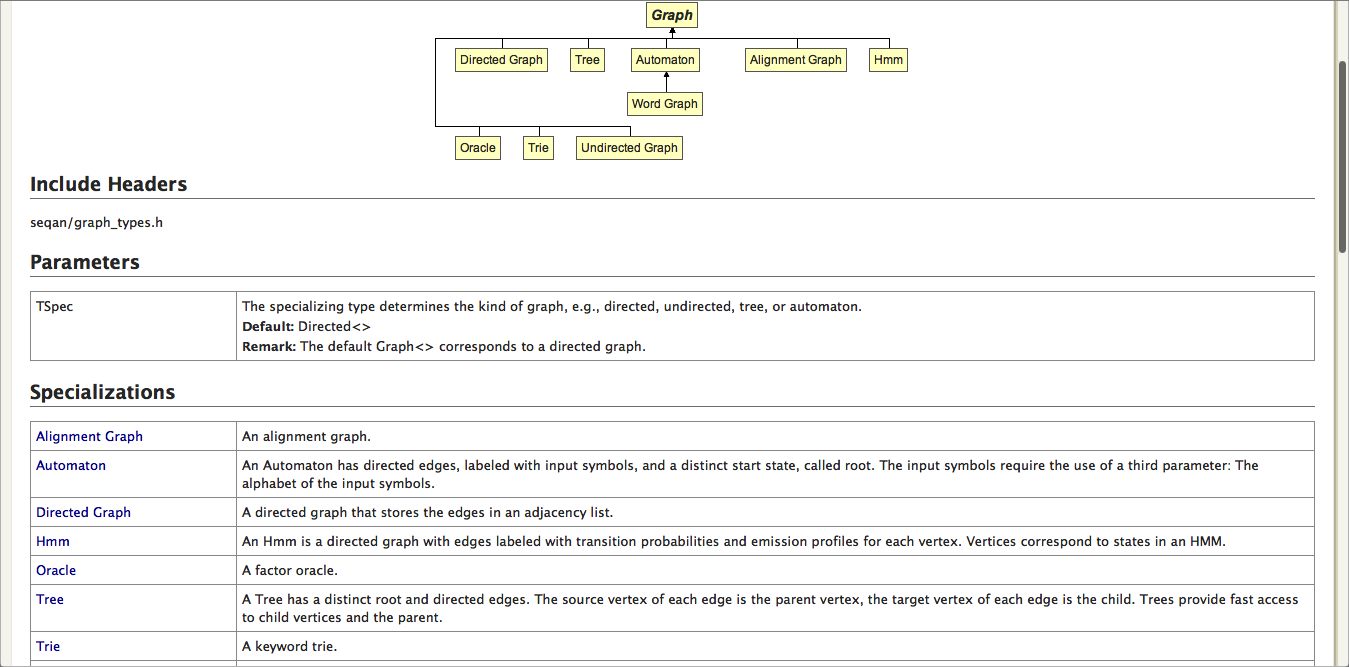 Graph
Directed Graph Tree Automaton Alignment Graph Hmm
Word Graph
Oracle Trie Undirected Graph
Include Headers
seqan/graph_types.h
Parameters
TSpec The specializing type determines the kind of graph, e.g., directed, undirected, tree, or automaton.
Default: Directed<>
Remark: The default Graph<> corresponds to a directed graph.
Specializations
Alignment Graph An alignment graph.
Automaton An Automaton has directed edges, labeled with input symbols, and a distinct start state, called root. The input symbols require the use of a third parameter: The
alphabet of the input symbols.
Directed Graph A directed graph that stores the edges in an adjacency list.
Hmm An Hmm is a directed graph with edges labeled with transition probabilities and emission profiles for each vertex. Vertices correspond to states in an HMM.
Oracle A factor oracle.
Tree A Tree has a distinct root and directed edges. The source vertex of each edge is the parent vertex, the target vertex of each edge is the child. Trees provide fast access
to child vertices and the parent.
Trie A keyword trie.